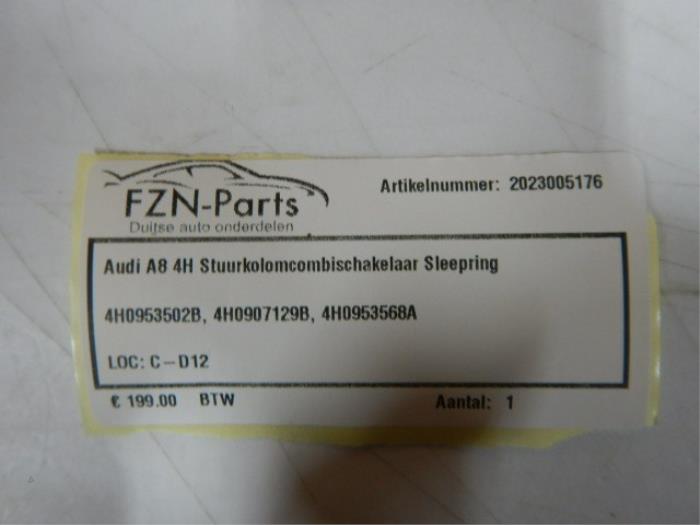 FZN-Parts
Duitse auto onderdelen
Artikelnummer: 2023005176
Audi A8 4H Stuurkolomcombischakelaar Sleepring
4H0953502B, 4H0907129B, 4H0953568A
LOC: C-D12
€ 199.00 BTW
Aantal: 1